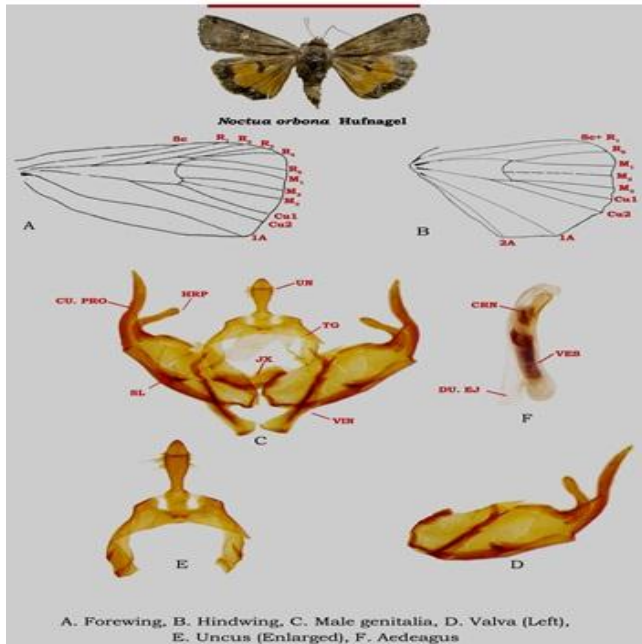 Noctua orbona Hufnagel
Sc R₁ R₂ R₃
R₄
R₅
M₁
M₂
M₃
Cu1
Cu2
1A
A
Sc+ R₁
Rₛ
M₁
M₂
M₃
Cu1
Cu2
1A
2A
B
CU. PRO
HRP
UN
TG
JX
SL
VIN
C
CRN
VES
DU. EJ
F
E
D
A. Forewing, B. Hindwing, C. Male genitalia, D. Valva (Left),
E. Uncus (Enlarged), F. Aedeagus